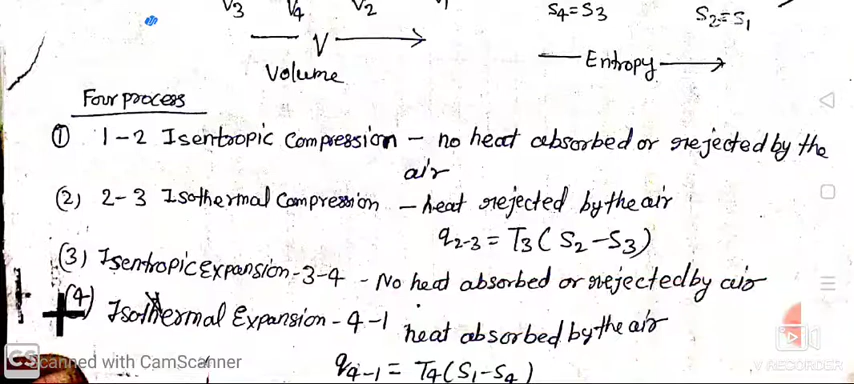 V3 V4 V2 V1
S4=S3 S2=S1
V
Volume
Entropy
Four process
① 1-2 Isentropic compression - no heat absorbed or rejected by the
air
(2) 2-3 Isothermal compression - heat rejected by the air
q2-3 = T3 ( S2-S3)
(3) Isentropic Expansion-3-4 - No heat absorbed or rejected by air
(4) Isothermal Expansion - 4-1 heat absorbed by the air
q4-1 = T4 (S1-S4)
CS Scanned with CamScanner
V RECORDER